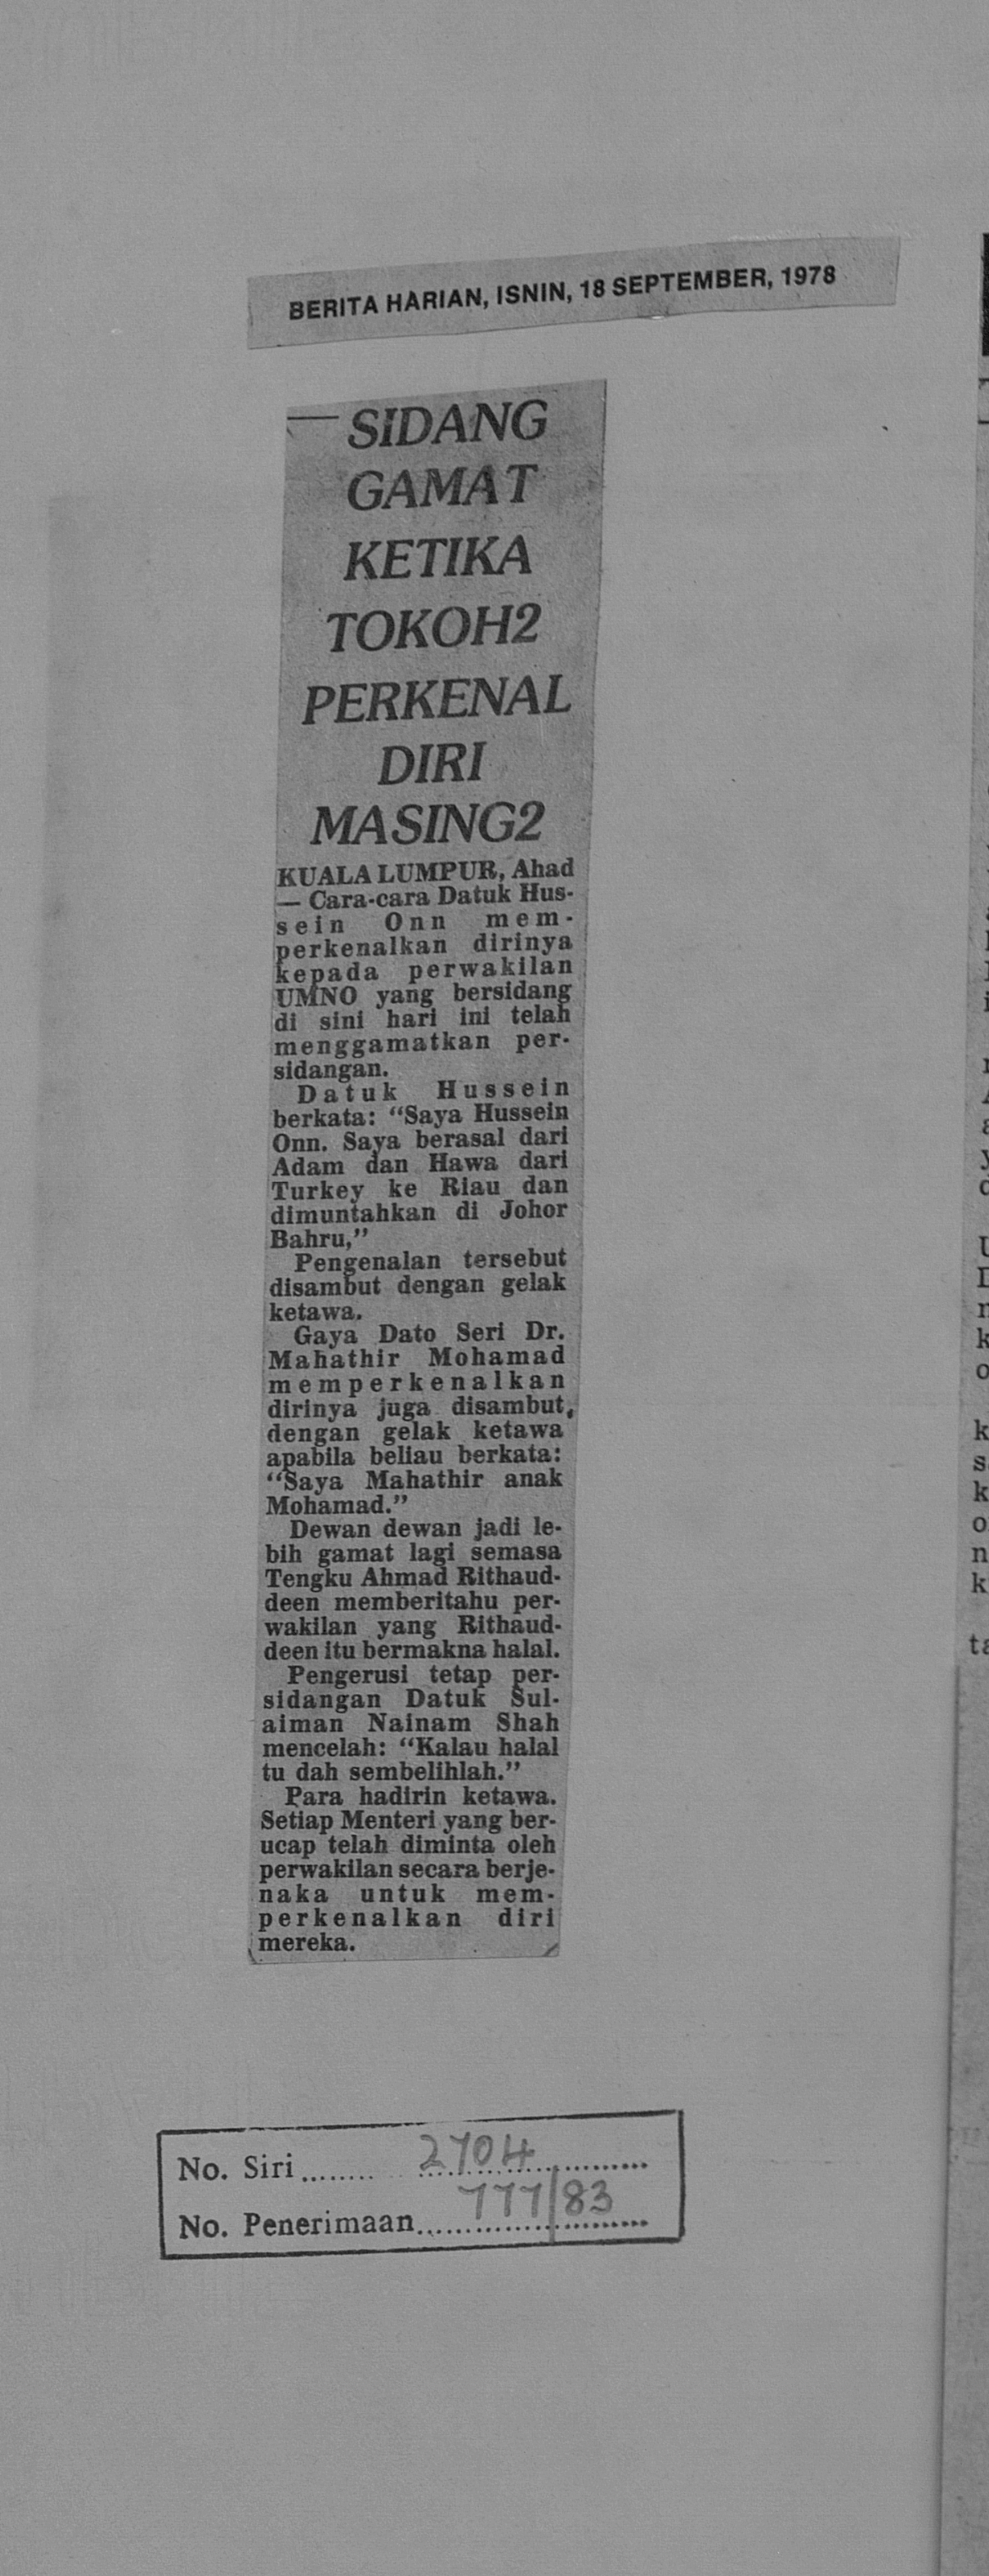 BERITA HARIAN, ISNIN, 18 SEPTEMBER, 1978
SIDANG
GAMAT
KETIKA
TOKOH2
PERKENAL
DIRI
MASING2
KUALA LUMPUR, Ahad
— Cara-cara Datuk Hus-
sein Onn mem-
perkenalkan dirinya
kepada perwakilan
UMNO yang bersidang
di sini hari ini telah
menggamatkan per-
sidangan.
Datuk Hussein
berkata: “Saya Hussein
Onn. Saya berasal dari
Adam dan Hawa dari
Turkey ke Riau dan
dimuntahkan di Johor
Bahru,”
Pengenalan tersebut
disambut dengan gelak
ketawa.
Gaya Dato Seri Dr.
Mahathir Mohamad
memperkenalkan
dirinya juga disambut,
dengan gelak ketawa
apabila beliau berkata:
“Saya Mahathir anak
Mohamad.”
Dewan dewan jadi le-
bih gamat lagi semasa
Tengku Ahmad Rithaud-
deen memberitahu per-
wakilan yang Rithaud-
deen itu bermakna halal.
Pengerusi tetap per-
sidangan Datuk Sul-
aiman Nainam Shah
mencelah: “Kalau halal
tu dah sembelihlah.”
Para hadirin ketawa.
Setiap Menteri yang ber-
ucap telah diminta oleh
perwakilan secara berje-
naka untuk mem-
perkenalkan diri
mereka.
No. Siri 2704
No. Penerimaan 777/83